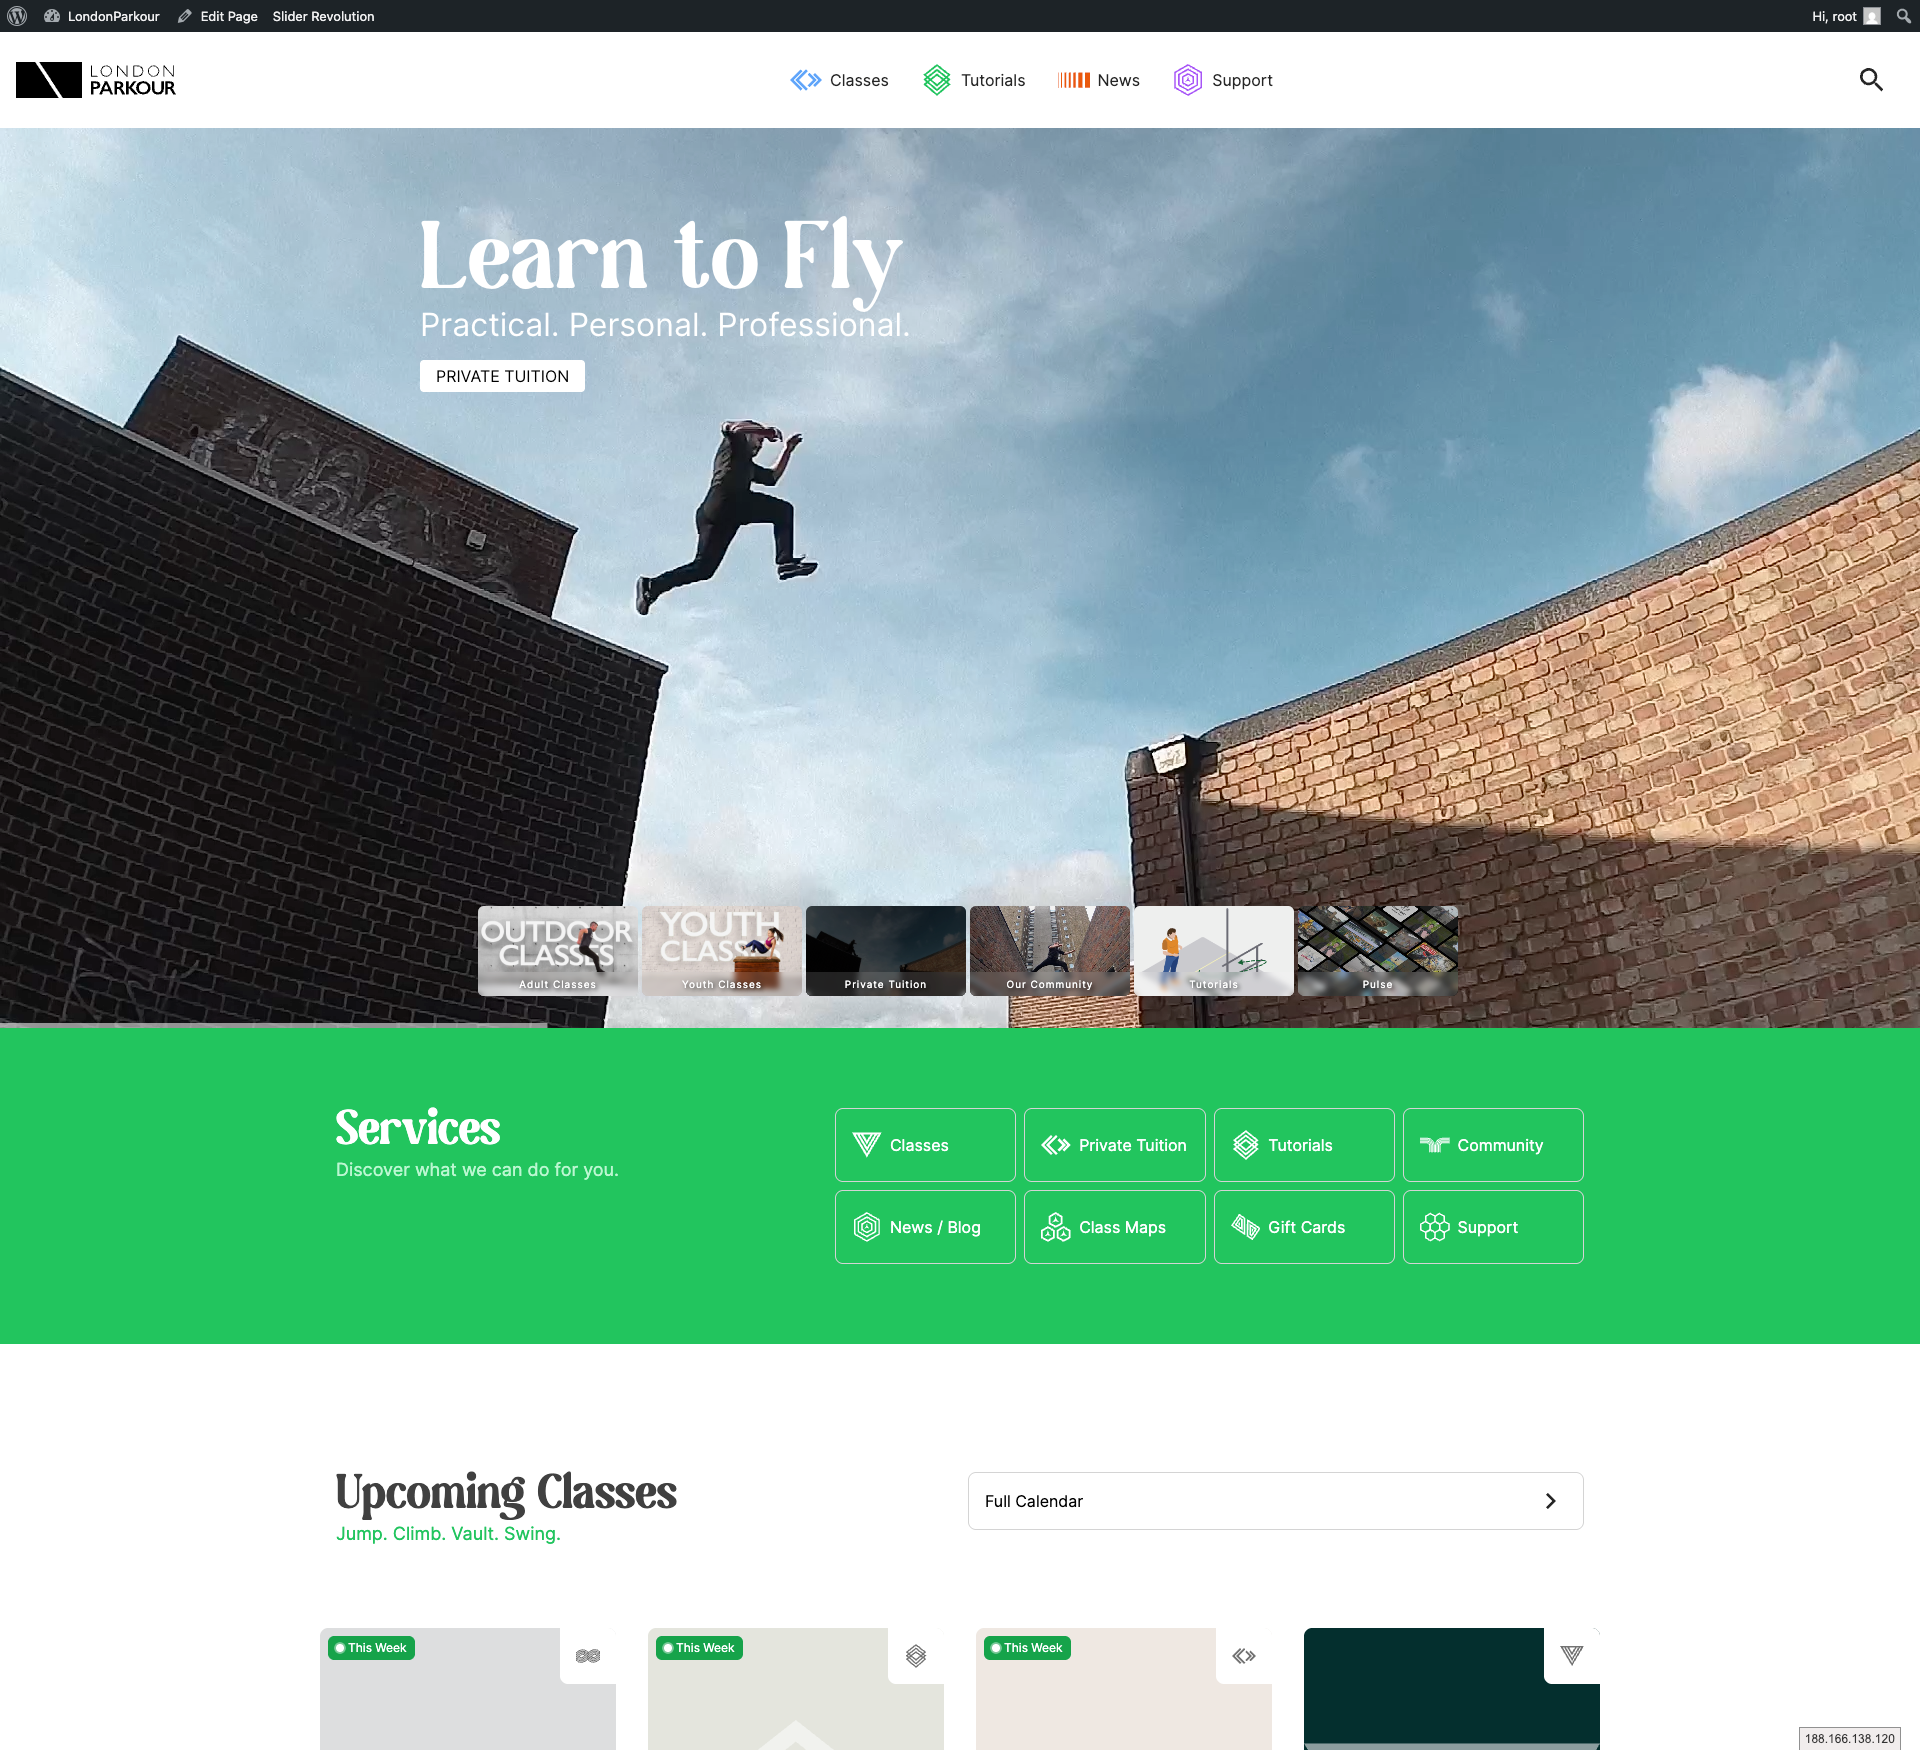 LondonParkour Edit Page Slider Revolution Hi, root
LONDON
PARKOUR
Classes Tutorials News Support
Learn to Fly
Practical. Personal. Professional.
PRIVATE TUITION
OUTDOOR
CLASSES
Adult Classes
YOUTH
CLASSES
Youth Classes
Private Tuition
Our Community
Tutorials
Pulse
Services
Discover what we can do for you.
Classes Private Tuition Tutorials Community
News / Blog Class Maps Gift Cards Support
Upcoming Classes
Jump. Climb. Vault. Swing.
Full Calendar
This Week This Week This Week
188.166.138.120